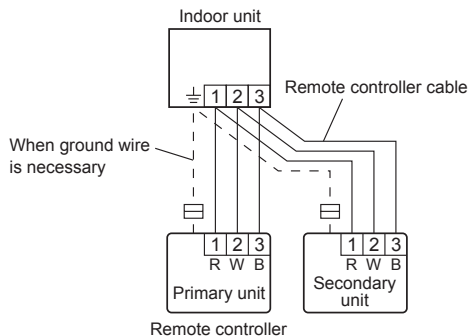 Indoor unit
1 2 3
Remote controller cable
When ground wire
is necessary
1 2 3
R W B
Primary unit
1 2 3
R W B
Secondary
unit
Remote controller